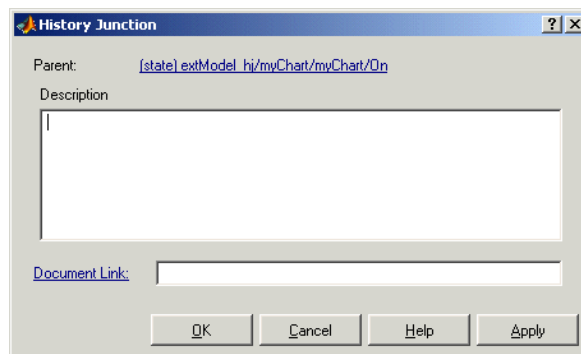 History Junction
Parent: (state) extModel_hj/myChart/myChart/On
Description
Document Link:
OK Cancel Help Apply